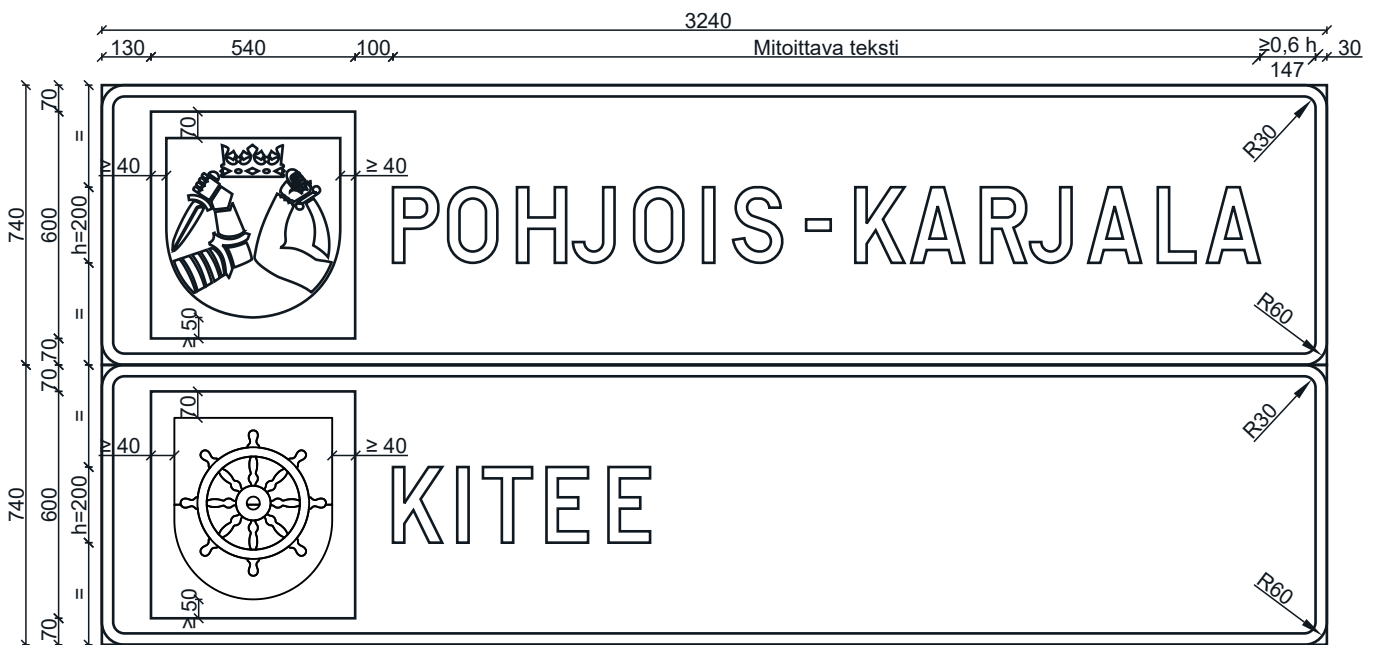 3240
130 540 100 Mitoittava teksti ≥0,6 h 30
147
70
70
R30
=
≥ 40 ≥ 40
740 600 h=200
POHJOIS-KARJALA
=
≥ 50
R60
70
70
70
R30
=
≥ 40 ≥ 40
740 600 h=200
KITEE
=
≥ 50
R60
70